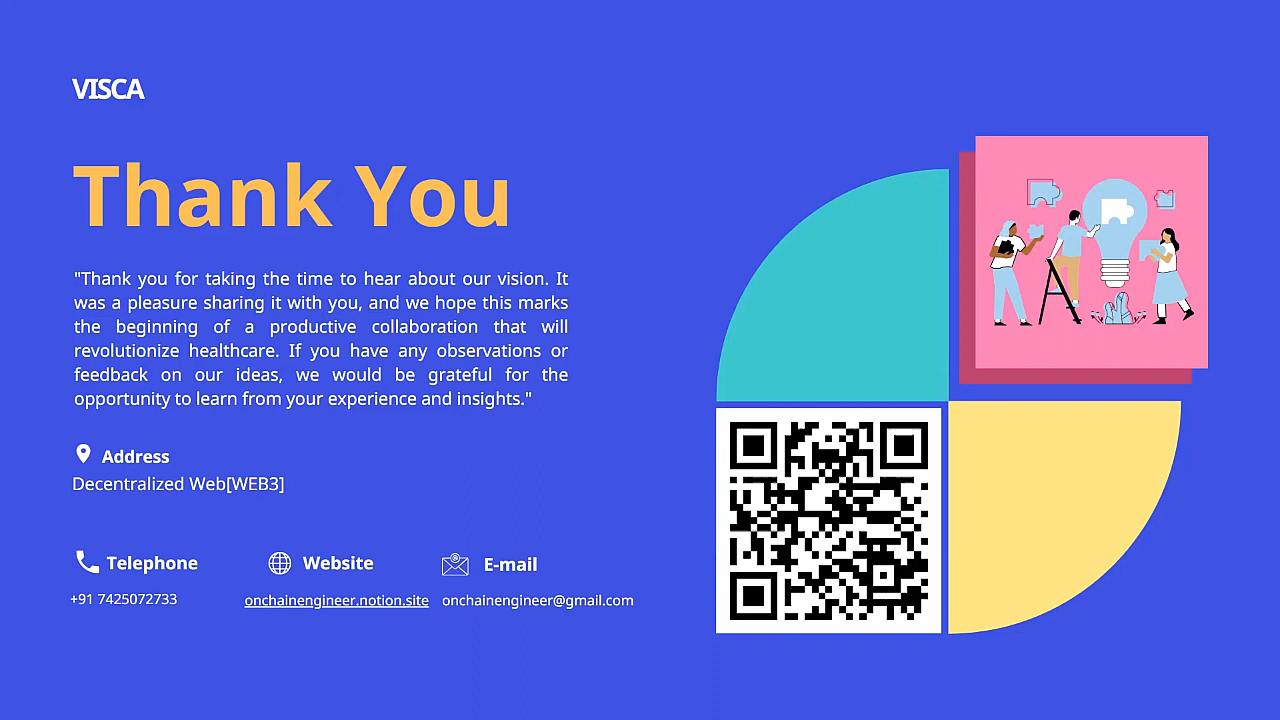 VISCA
Thank You
"Thank you for taking the time to hear about our vision. It
was a pleasure sharing it with you, and we hope this marks
the beginning of a productive collaboration that will
revolutionize healthcare. If you have any observations or
feedback on our ideas, we would be grateful for the
opportunity to learn from your experience and insights."
Address
Decentralized Web[WEB3]
Telephone
+91 7425072733
Website
onchainengineer.notion.site
E-mail
onchainengineer@gmail.com